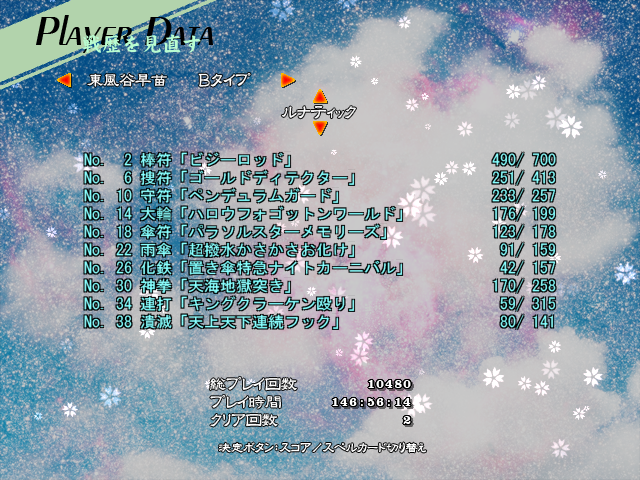 PLAYER DATA
戦歴を見直す
東風谷早苗 Bタイプ
ルナティック
No. 2 棒符「ビジーロッド」 490/ 700
No. 6 捜符「ゴールドディテクター」 251/ 413
No. 10 守符「ペンデュラムガード」 233/ 257
No. 14 大輪「ハロウフォゴットンワールド」 176/ 199
No. 18 傘符「パラソルスターメモリーズ」 123/ 178
No. 22 雨傘「超撥水かさかさお化け」 91/ 159
No. 26 化鉄「置き傘特急ナイトカーニバル」 42/ 157
No. 30 神拳「天海地獄突き」 170/ 258
No. 34 連打「キングクラーケン殴り」 59/ 315
No. 38 潰滅「天上天下連続フック」 80/ 141
総プレイ回数 10480
プレイ時間 146:56:14
クリア回数 2
決定ボタン:スコア/スペルカード切り替え